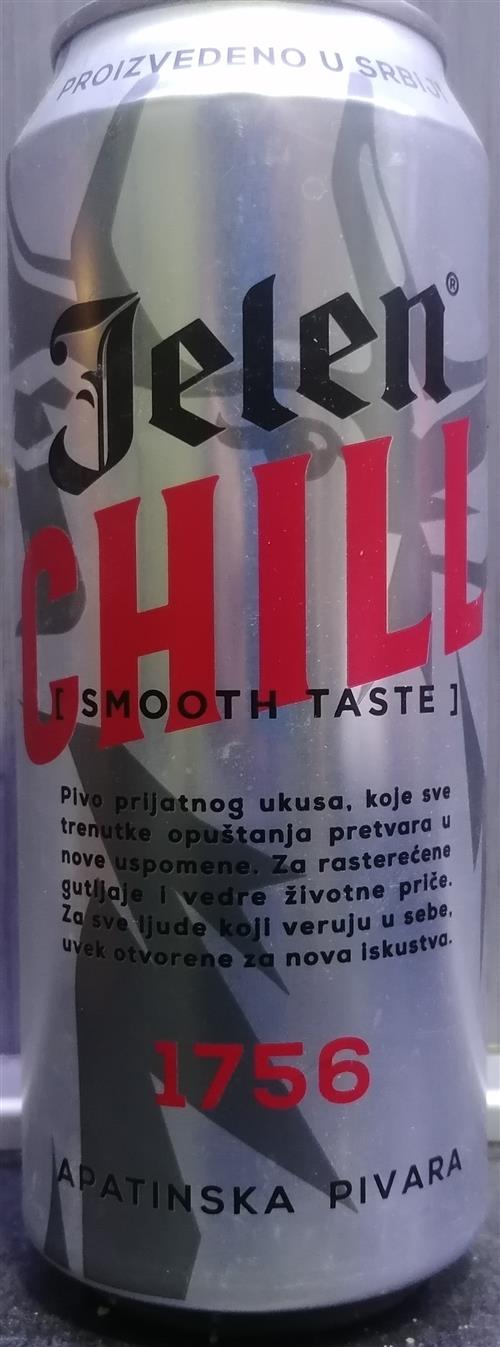 PROIZVEDENO U SRBIJI
Jelen®
CHILL
[ SMOOTH TASTE ]
Pivo prijatnog ukusa, koje sve
trenutke opuštanja pretvara u
nove uspomene. Za rasterećene
gutljaje i vedre životne priče.
Za sve ljude koji veruju u sebe,
uvek otvorene za nova iskustva.
1756
APATINSKA PIVARA